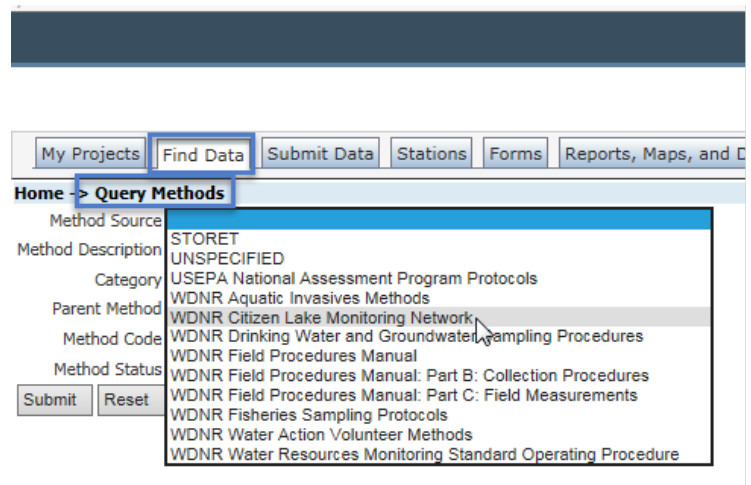 My Projects Find Data Submit Data Stations Forms Reports, Maps, and D
Home -> Query Methods
Method Source
STORET
Method Description
UNSPECIFIED
Category USEPA National Assessment Program Protocols
WDNR Aquatic Invasives Methods
Parent Method
WDNR Citizen Lake Monitoring Network
Method Code WDNR Drinking Water and Groundwater Sampling Procedures
WDNR Field Procedures Manual
Method Status
WDNR Field Procedures Manual: Part B: Collection Procedures
Submit Reset WDNR Field Procedures Manual: Part C: Field Measurements
WDNR Fisheries Sampling Protocols
WDNR Water Action Volunteer Methods
WDNR Water Resources Monitoring Standard Operating Procedure